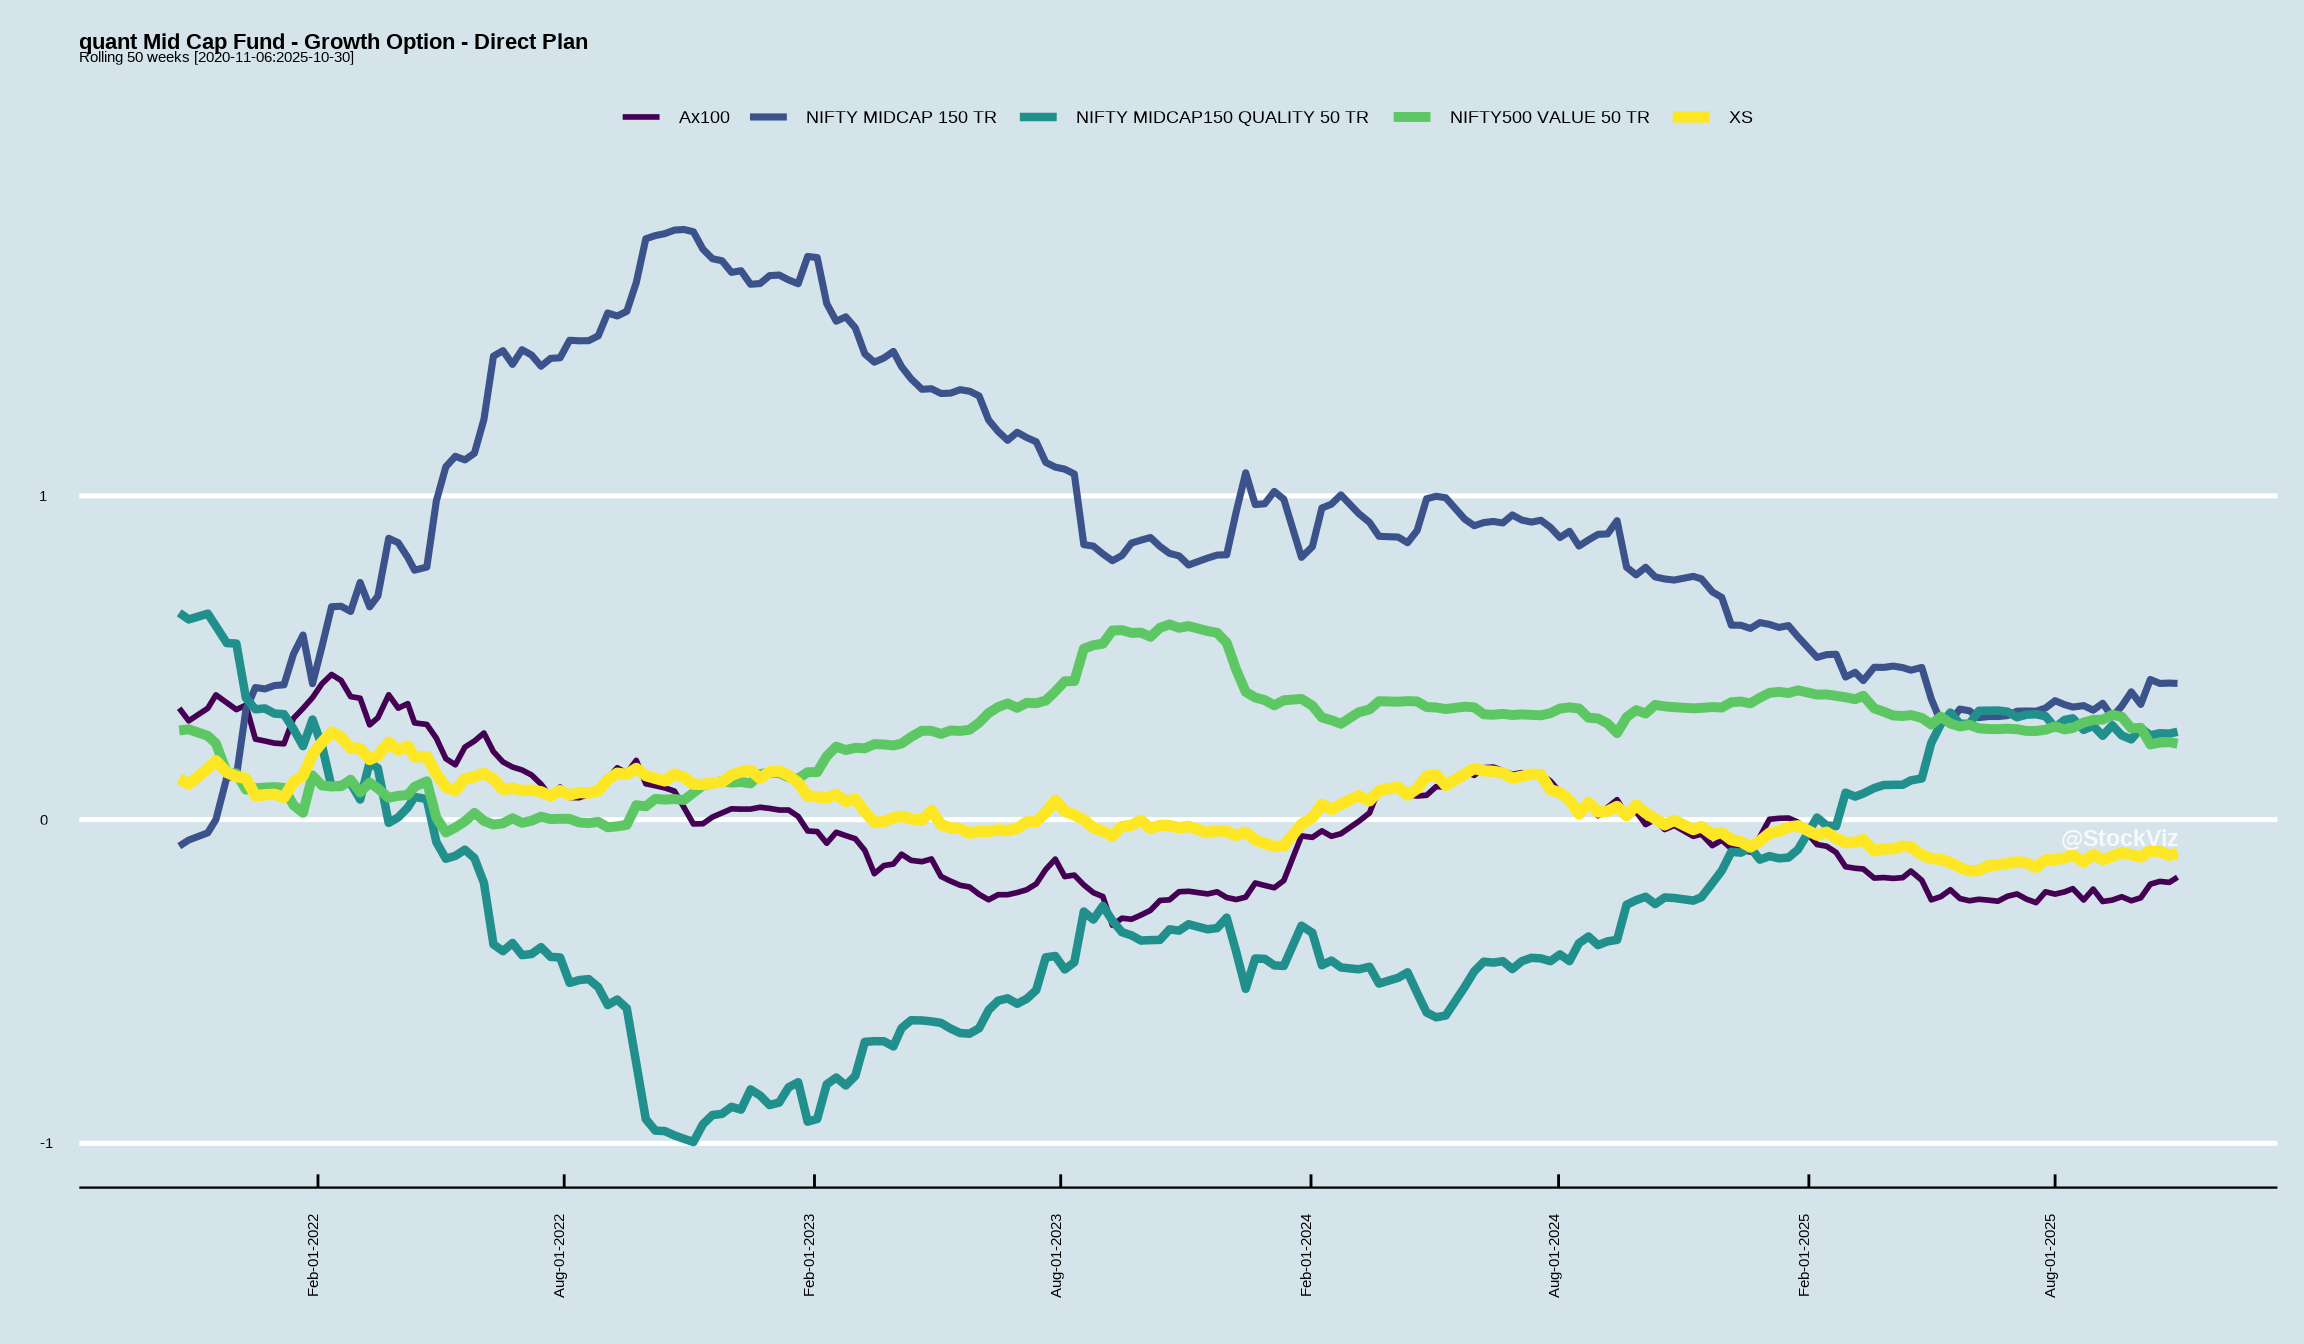 quant Mid Cap Fund - Growth Option - Direct Plan
Rolling 50 weeks [2020-11-06:2025-10-30]
Ax100 NIFTY MIDCAP 150 TR NIFTY MIDCAP150 QUALITY 50 TR NIFTY500 VALUE 50 TR XS
1
0
@StockViz
-1
Feb-01-2022 Aug-01-2022 Feb-01-2023 Aug-01-2023 Feb-01-2024 Aug-01-2024 Feb-01-2025 Aug-01-2025